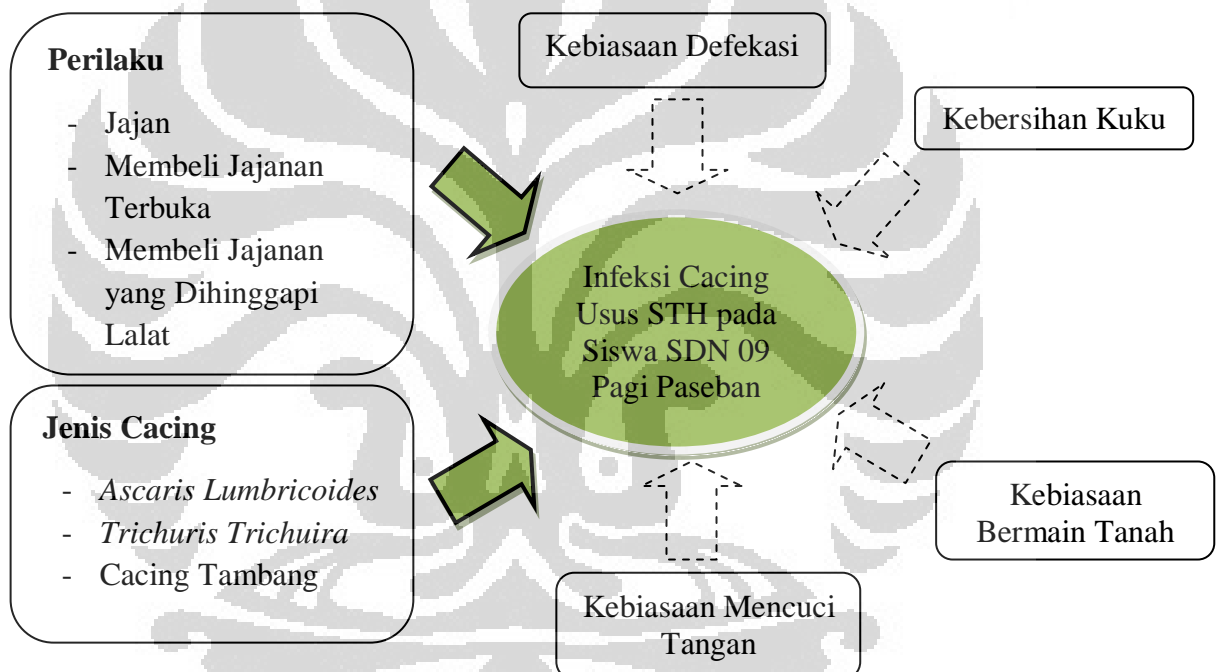 Perilaku
- Jajan
- Membeli Jajanan
Terbuka
- Membeli Jajanan
yang Dihinggapi
Lalat
Jenis Cacing
- Ascaris Lumbricoides
- Trichuris Trichuira
- Cacing Tambang
Kebiasaan Defekasi
Kebersihan Kuku
Infeksi Cacing
Usus STH pada
Siswa SDN 09
Pagi Paseban
Kebiasaan
Bermain Tanah
Kebiasaan Mencuci
Tangan